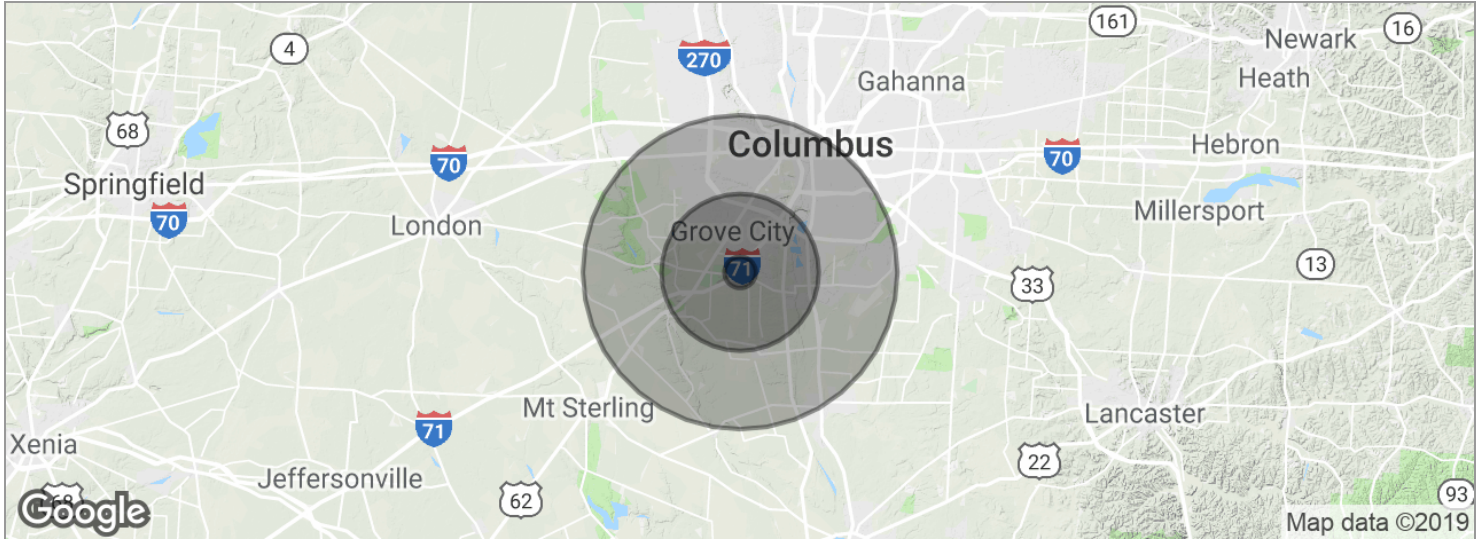 161
16
4
Newark
270
Heath
Gahanna
68
Columbus
Hebron
70
70
Springfield
Millersport
70
London
Grove City
71
13
33
Mt Sterling
Lancaster
71
Xenia
22
Jeffersonville
62
68
93
Google
Map data ©2019